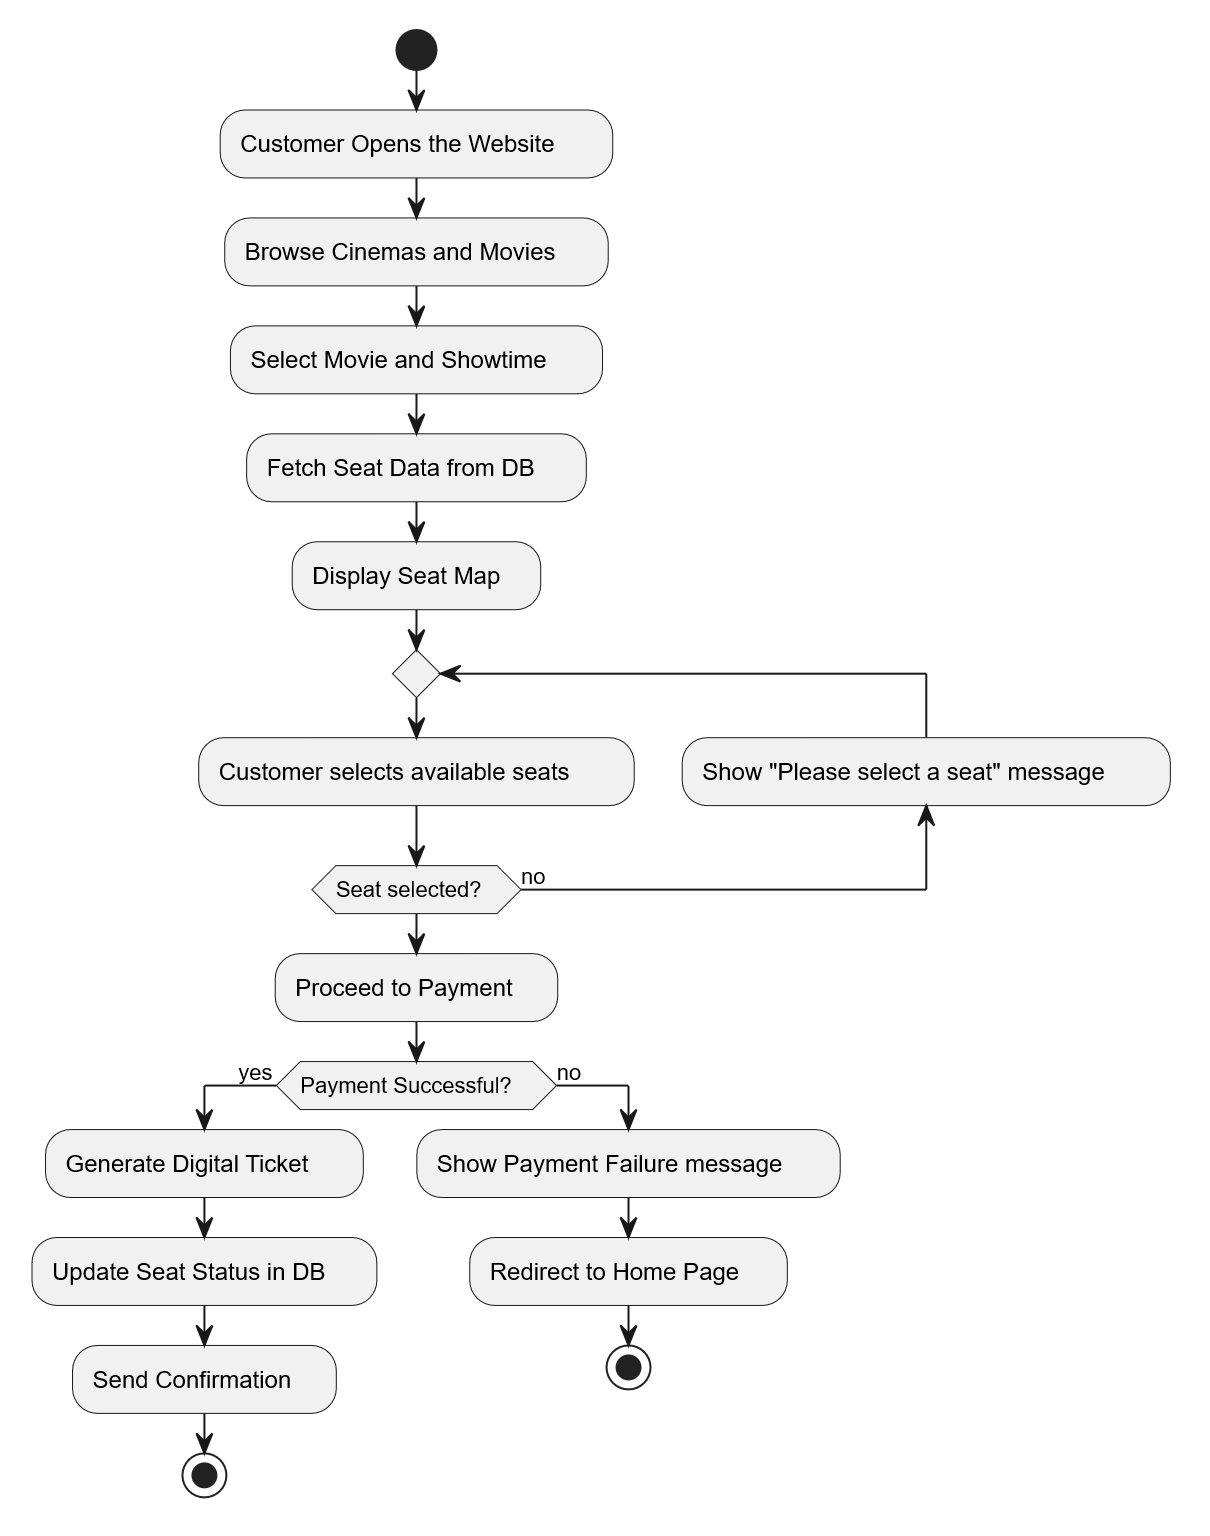 Customer Opens the Website
Browse Cinemas and Movies
Select Movie and Showtime
Fetch Seat Data from DB
Display Seat Map
Customer selects available seats
Show "Please select a seat" message
Seat selected?
no
Proceed to Payment
yes
Payment Successful?
no
Generate Digital Ticket
Show Payment Failure message
Update Seat Status in DB
Redirect to Home Page
Send Confirmation